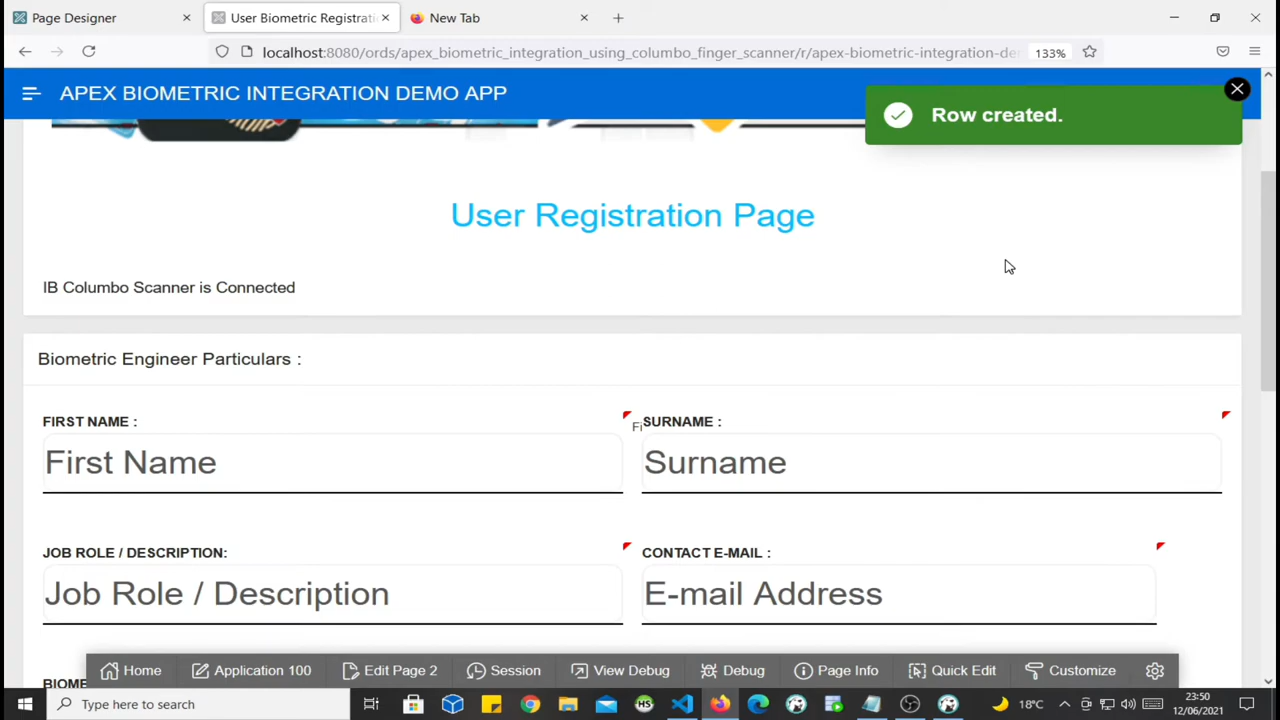 Page Designer
User Biometric Registrati
New Tab
localhost:8080/ords/apex_biometric_integration_using_columbo_finger_scanner/r/apex-biometric-integration-de
133%
APEX BIOMETRIC INTEGRATION DEMO APP
Row created.
User Registration Page
IB Columbo Scanner is Connected
Biometric Engineer Particulars :
FIRST NAME :
Fi
SURNAME :
First Name
Surname
JOB ROLE / DESCRIPTION:
CONTACT E-MAIL :
Job Role / Description
E-mail Address
Home
Application 100
Edit Page 2
Session
View Debug
Debug
Page Info
Quick Edit
Customize
BIOME
Type here to search
HS
18°C
23:50
12/06/2021